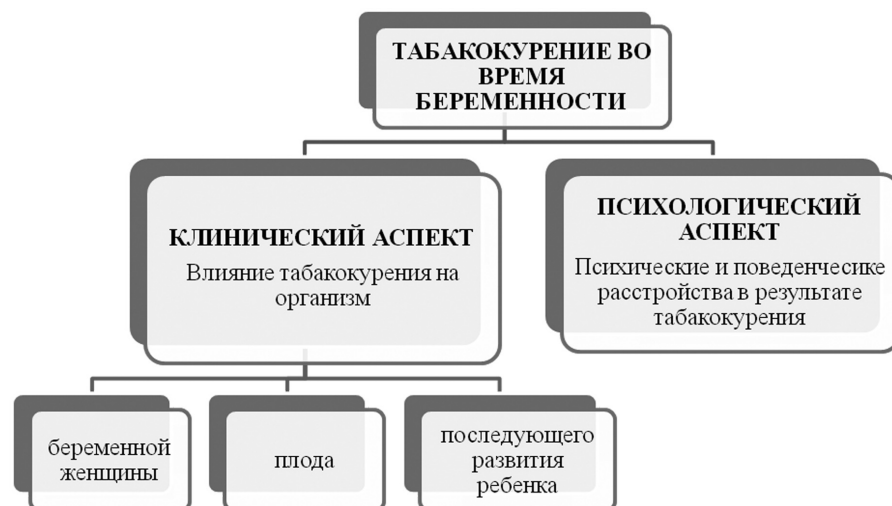 ТАБАКОКУРЕНИЕ ВО
ВРЕМЯ
БЕРЕМЕННОСТИ
КЛИНИЧЕСКИЙ АСПЕКТ
Влияние табакокурения на
организм
ПСИХОЛОГИЧЕСКИЙ
АСПЕКТ
Психические и поведенчесике
расстройства в результате
табакокурения
беременной
женщины
плода
последующего
развития
ребенка